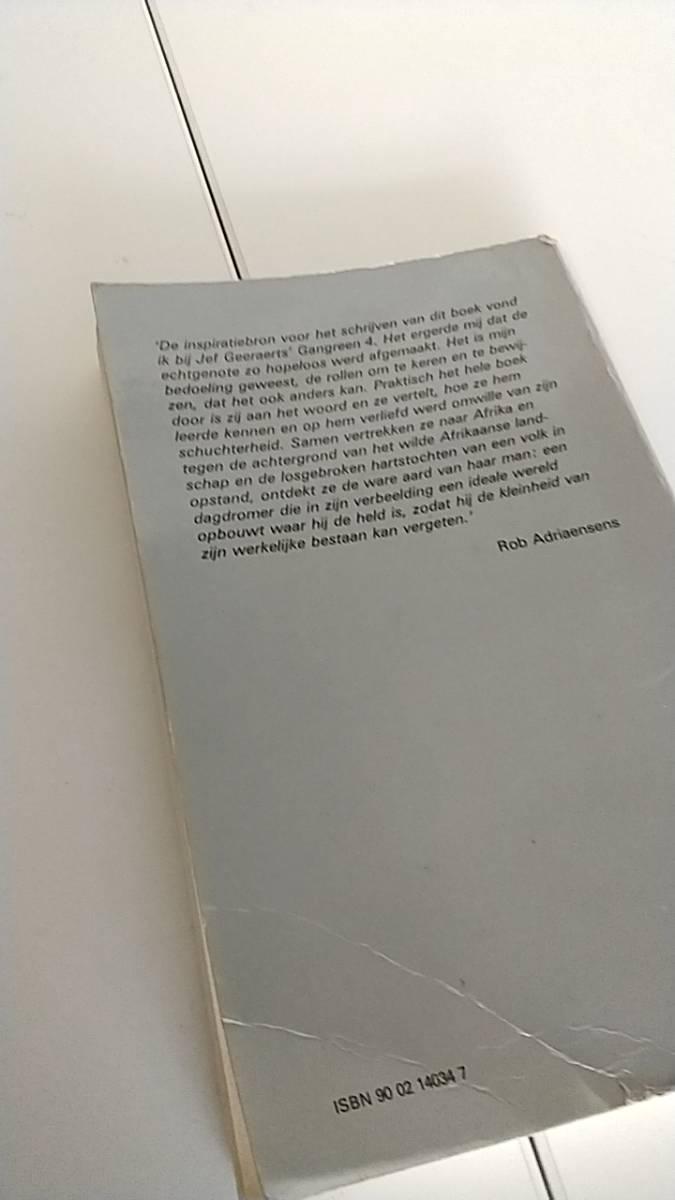 'De inspiratiebron voor het schrijven van dit boek vond
ik bij Jef Geeraerts' Gangreen 4. Het ergerde mij dat de
echtgenote zo hopeloos werd afgemaakt. Het is mijn
bedoeling geweest, de rollen om te keren en te bewij-
zen, dat het ook anders kan. Praktisch het hele boek
door is zij aan het woord en ze vertelt, hoe ze hem
leerde kennen en op hem verliefd werd omwille van zijn
schuchterheid. Samen vertrekken ze naar Afrika en
tegen de achtergrond van het wilde Afrikaanse land-
schap en de losgebroken hartstochten van een volk in
opstand, ontdekt ze de ware aard van haar man: een
dagdromer die in zijn verbeelding een ideale wereld
opbouwt waar hij de held is, zodat hij de kleinheid van
zijn werkelijke bestaan kan vergeten.'
Rob Adriaensens
ISBN 90 02 14034 7